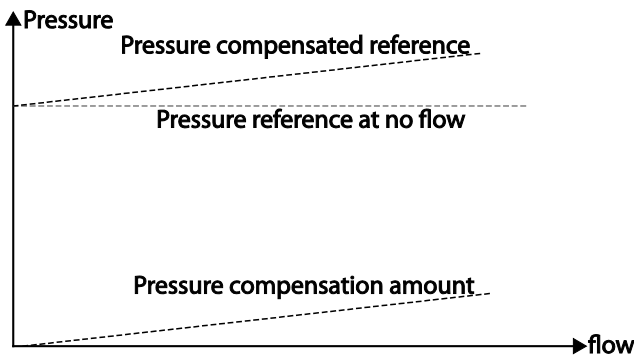 Pressure
Pressure compensated reference
Pressure reference at no flow
Pressure compensation amount
flow